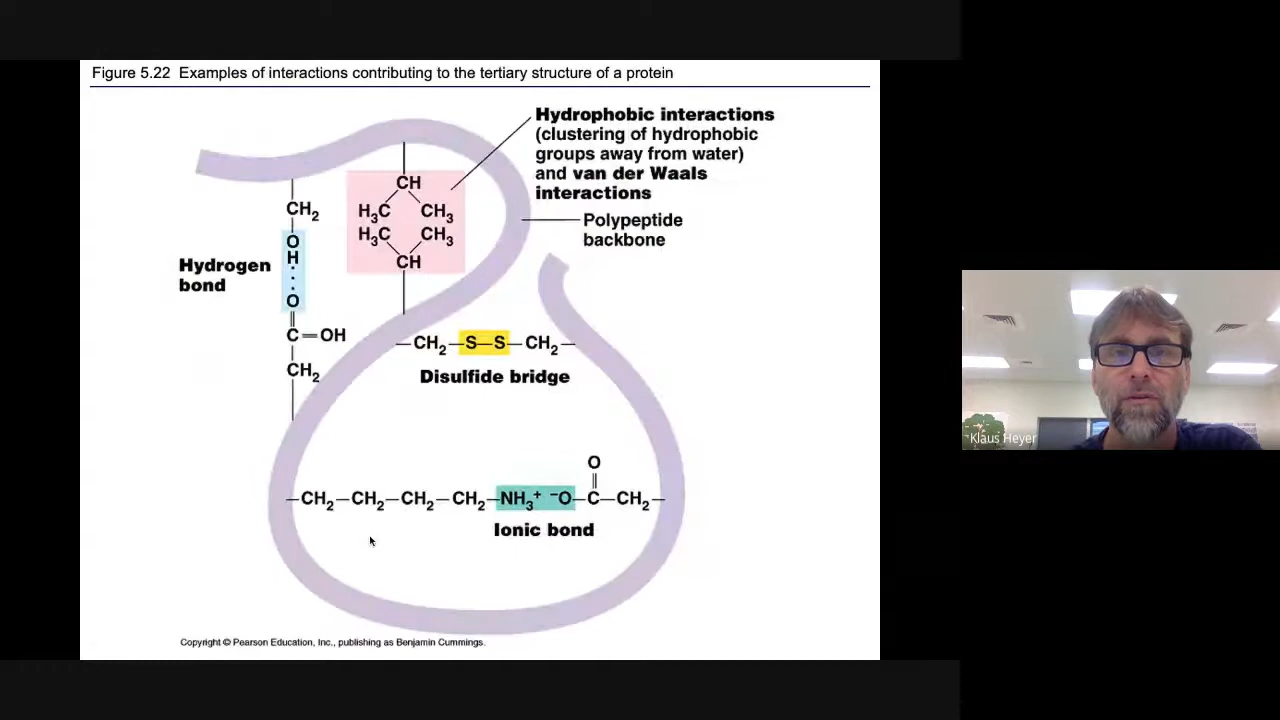 Figure 5.22 Examples of interactions contributing to the tertiary structure of a protein
Hydrophobic interactions
(clustering of hydrophobic
groups away from water)
and van der Waals
interactions
Polypeptide
backbone
CH
H₃C CH₃
H₃C CH₃
CH
CH₂
O
H
O
C=OH
CH₂
Hydrogen
bond
CH₂–S–S–CH₂
Disulfide bridge
O
–CH₂–CH₂–CH₂–CH₂–NH₃⁺ ⁻O–C–CH₂–
Ionic bond
Copyright © Pearson Education, Inc., publishing as Benjamin Cummings.
Klaus Heyer